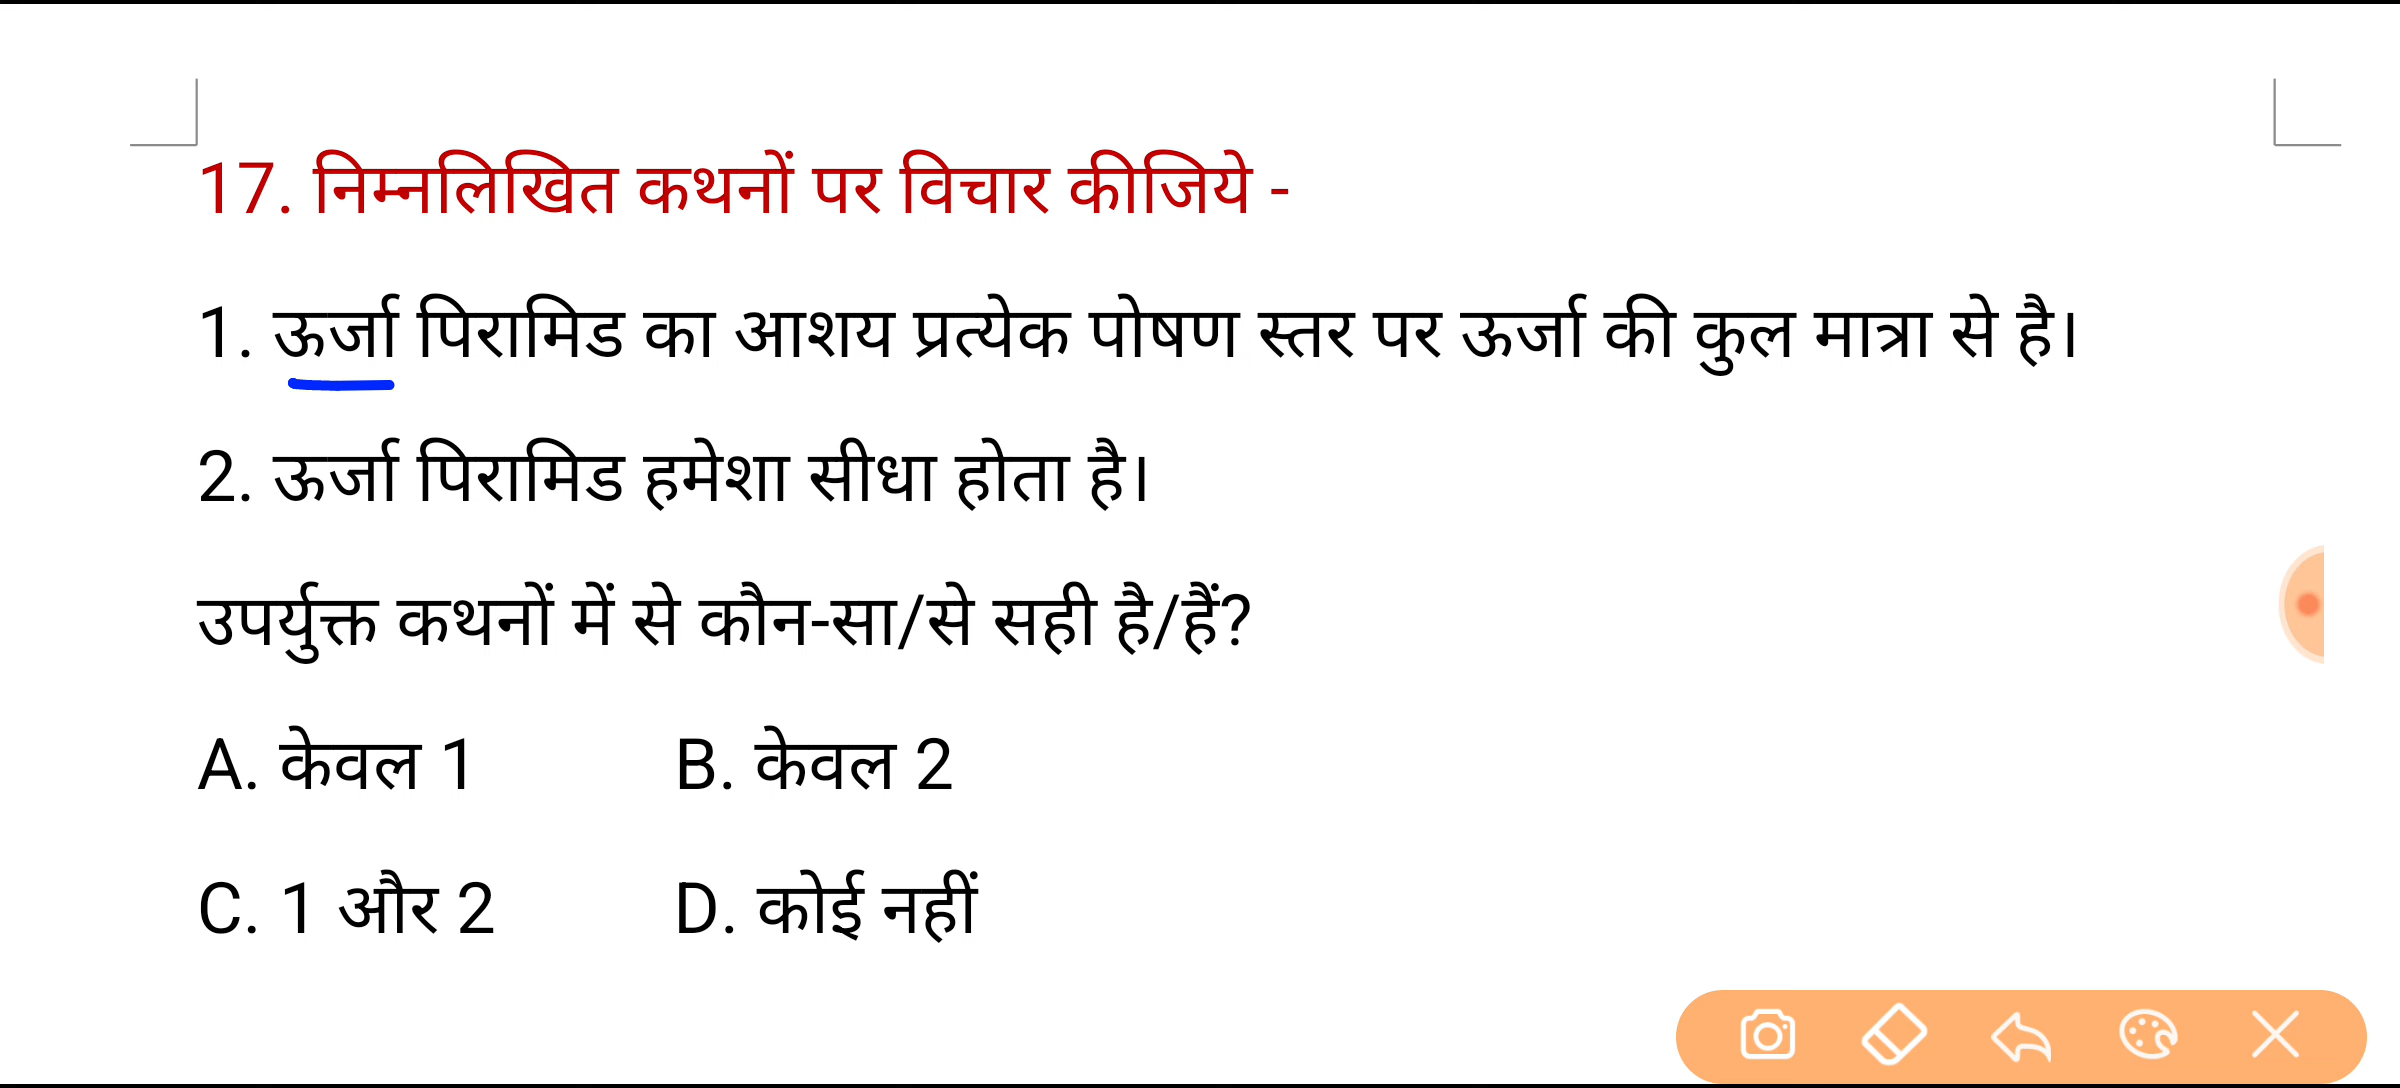 17. निम्नलिखित कथनों पर विचार कीजिये -
1. ऊर्जा पिरामिड का आशय प्रत्येक पोषण स्तर पर ऊर्जा की कुल मात्रा से है।
2. ऊर्जा पिरामिड हमेशा सीधा होता है।
उपर्युक्त कथनों में से कौन-सा/से सही है/हैं?
A. केवल 1 B. केवल 2
C. 1 और 2 D. कोई नहीं